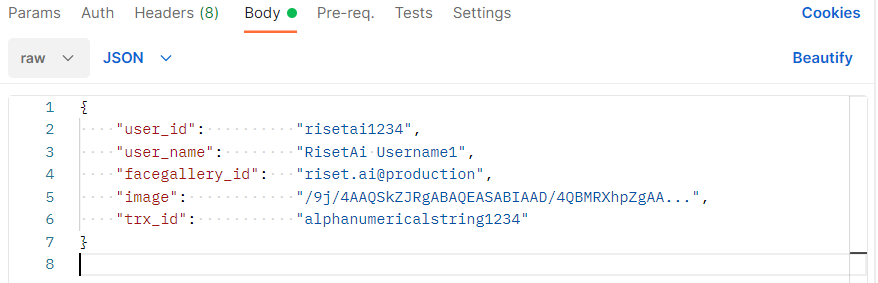 Params Auth Headers (8) Body Pre-req. Tests Settings Cookies
raw JSON Beautify
1 {
2 "user_id": "risetai1234",
3 "user_name": "RisetAi Username1",
4 "facegallery_id": "riset.ai@production",
5 "image": "/9j/4AAQSkZJRgABAQEASABIAAD/4QBMRXhpZgAA...",
6 "trx_id": "alphanumericalstring1234"
7 }
8